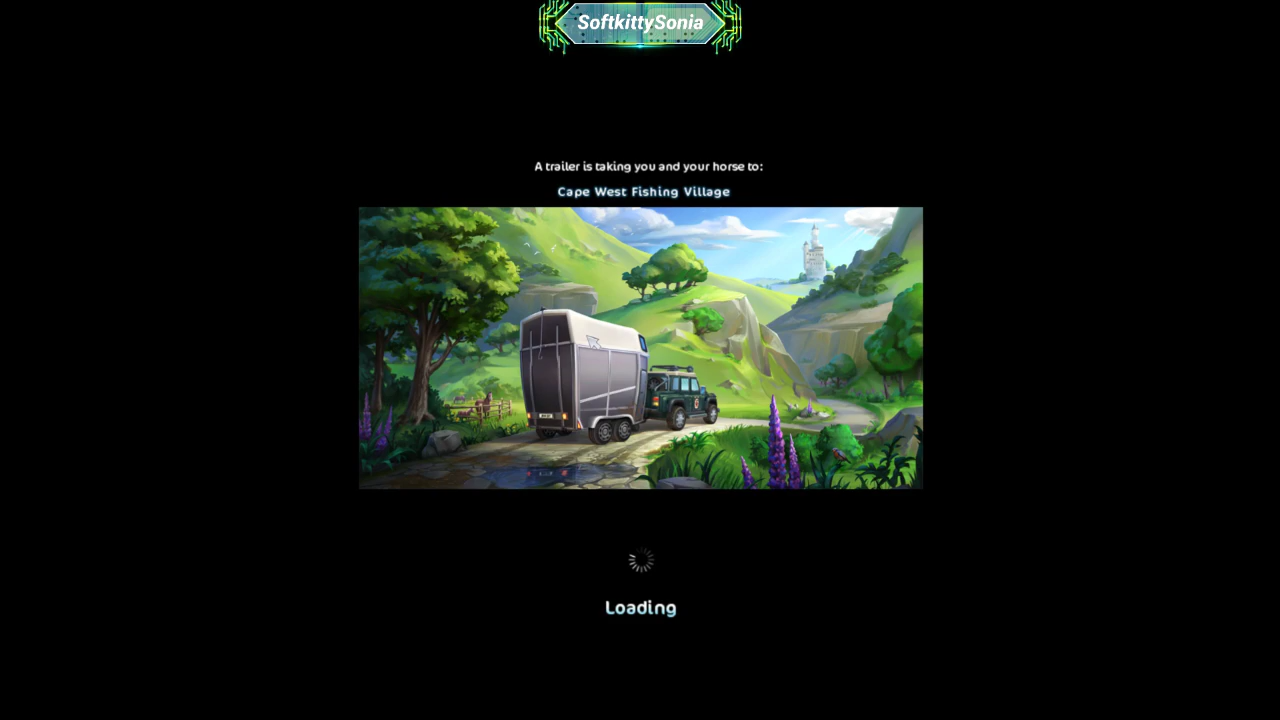 SoftkittySonia
A trailer is taking you and your horse to:
Cape West Fishing Village
Loading